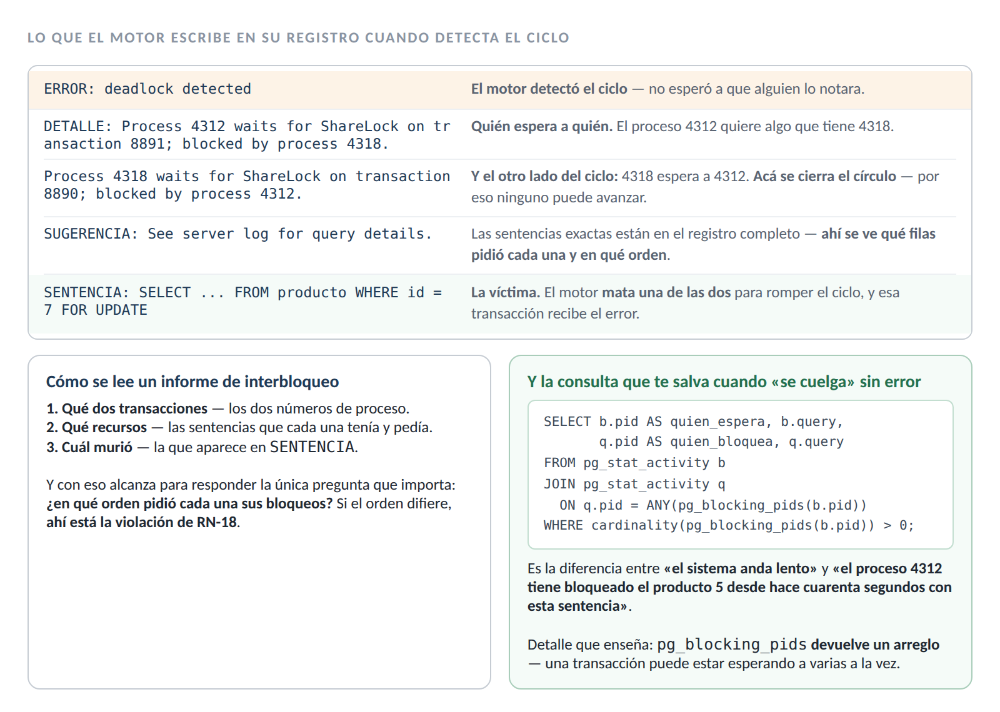 LO QUE EL MOTOR ESCRIBE EN SU REGISTRO CUANDO DETECTA EL CICLO
ERROR: deadlock detected
El motor detectó el ciclo — no esperó a que alguien lo notara.
DETALLE: Process 4312 waits for ShareLock on tr
ansaction 8891; blocked by process 4318.
Quién espera a quién. El proceso 4312 quiere algo que tiene 4318.
Process 4318 waits for ShareLock on transaction
8890; blocked by process 4312.
Y el otro lado del ciclo: 4318 espera a 4312. Acá se cierra el círculo — por
eso ninguno puede avanzar.
SUGERENCIA: See server log for query details.
Las sentencias exactas están en el registro completo — ahí se ve qué filas
pidió cada una y en qué orden.
SENTENCIA: SELECT ... FROM producto WHERE id =
7 FOR UPDATE
La víctima. El motor mata una de las dos para romper el ciclo, y esa
transacción recibe el error.
Cómo se lee un informe de interbloqueo
1. Qué dos transacciones — los dos números de proceso.
2. Qué recursos — las sentencias que cada una tenía y pedía.
3. Cuál murió — la que aparece en SENTENCIA.
Y con eso alcanza para responder la única pregunta que importa:
¿en qué orden pidió cada una sus bloqueos? Si el orden difiere,
ahí está la violación de RN-18.
Y la consulta que te salva cuando «se cuelga» sin error
SELECT b.pid AS quien_espera, b.query,
q.pid AS quien_bloquea, q.query
FROM pg_stat_activity b
JOIN pg_stat_activity q
ON q.pid = ANY(pg_blocking_pids(b.pid))
WHERE cardinality(pg_blocking_pids(b.pid)) > 0;
Es la diferencia entre «el sistema anda lento» y «el proceso 4312
tiene bloqueado el producto 5 desde hace cuarenta segundos con
esta sentencia».
Detalle que enseña: pg_blocking_pids devuelve un arreglo
— una transacción puede estar esperando a varias a la vez.